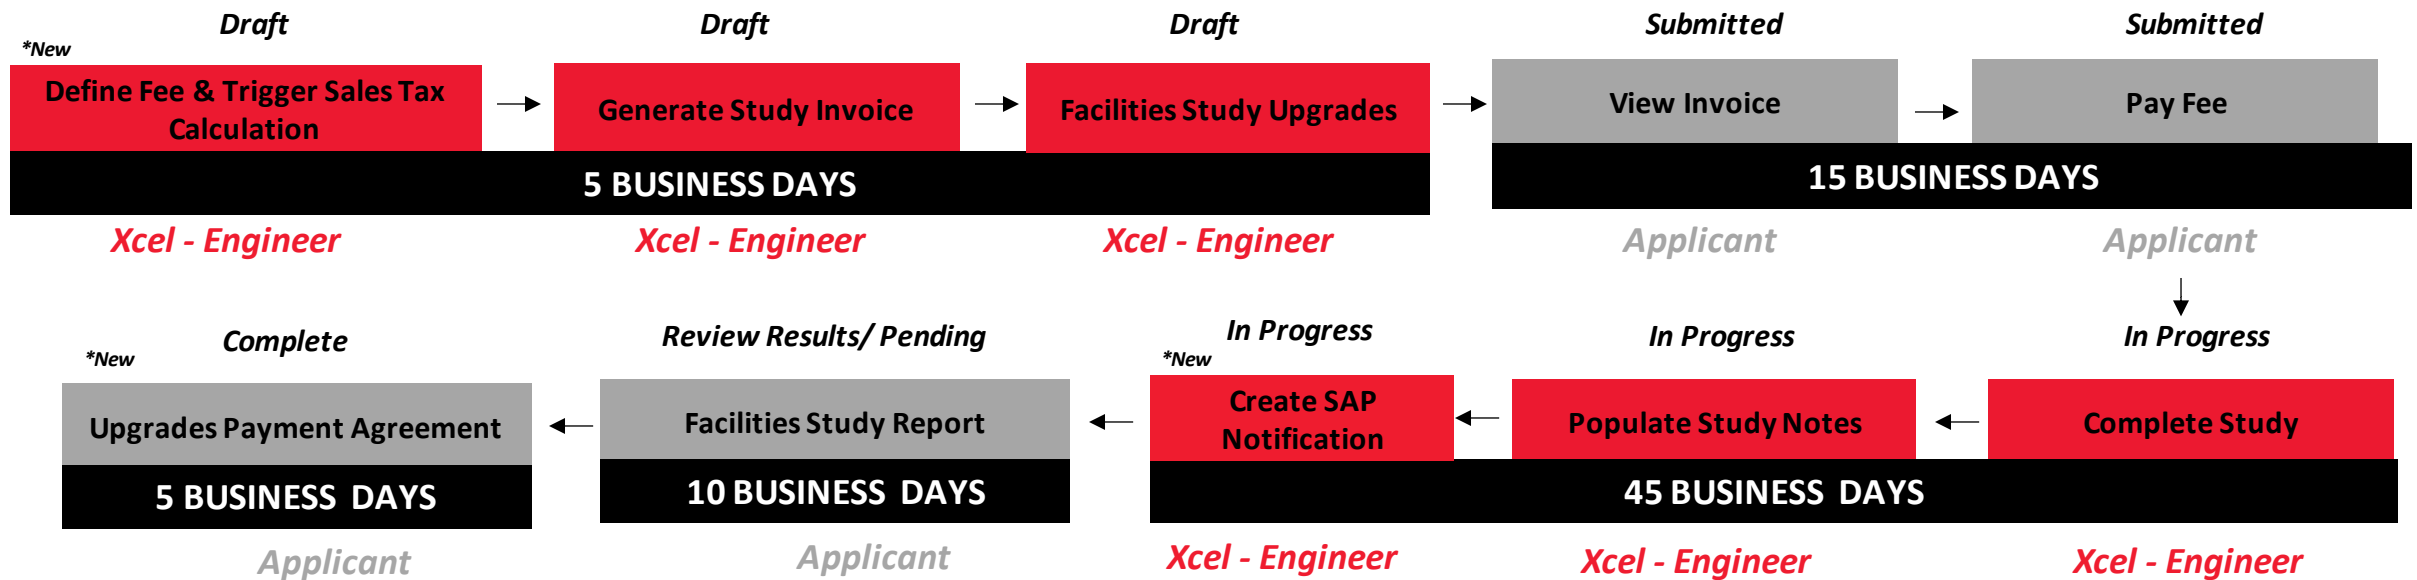 Draft
Draft
Draft
Submitted
Submitted
*New
Define Fee & Trigger Sales Tax
Calculation
Generate Study Invoice
Facilities Study Upgrades
View Invoice
Pay Fee
5 BUSINESS DAYS
15 BUSINESS DAYS
Xcel - Engineer
Xcel - Engineer
Xcel - Engineer
Applicant
Applicant
Complete
Review Results/ Pending
In Progress
In Progress
In Progress
*New
*New
Upgrades Payment Agreement
Facilities Study Report
Create SAP
Notification
Populate Study Notes
Complete Study
5 BUSINESS DAYS
10 BUSINESS DAYS
45 BUSINESS DAYS
Applicant
Applicant
Xcel - Engineer
Xcel - Engineer
Xcel - Engineer